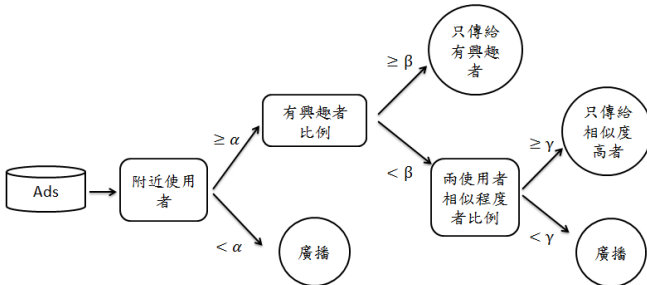 Ads
附近使用
者
≥ α
< α
有興趣者
比例
廣播
≥ β
< β
只傳給
有興趣
者
兩使用者
相似程度
者比例
≥ γ
< γ
只傳給
相似度
高者
廣播